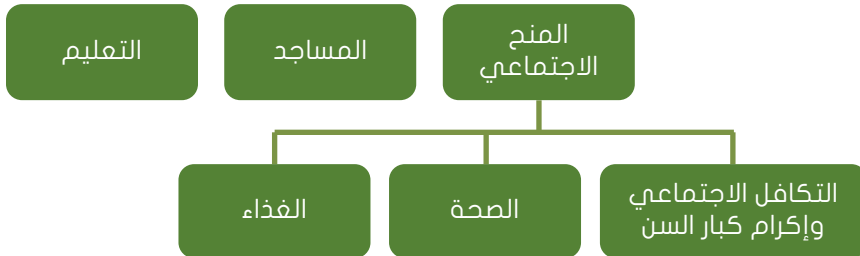 المنح
الاجتماعي
المساجد
التعليم
التكافل الاجتماعي
وإكرام كبار السن
الصحة
الغذاء